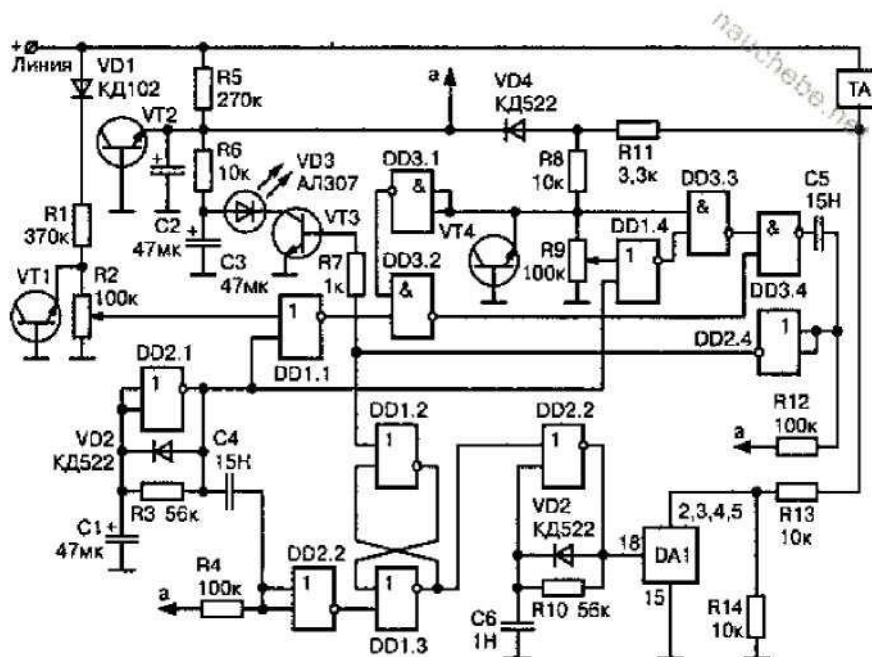 nauchebe.net
+
Линия
VD1
КД102
R5
270к
VT2
a
VD4
КД522
TA
R6
10к
VD3
АЛ307
DD3.1
&
R8
10к
R11
3,3к
DD3.3
&
C5
15Н
+
C2
47мк
VT3
VT4
R1
370к
+
C3
47мк
R7
1к
DD3.2
&
R9
100к
DD1.4
1
&
DD3.4
VT1
R2
100к
1
DD1.1
DD2.4
1
DD2.1
1
DD1.2
1
DD2.2
1
R12
100к
a
VD2
КД522
C4
15Н
R3 56к
VD2
КД522
2,3,4,5
R13
10к
C1
47мк
+
R4
100к
a
DD2.2
1
1
DD1.3
18
DA1
15
R10 56к
C6
1Н
R14
10к